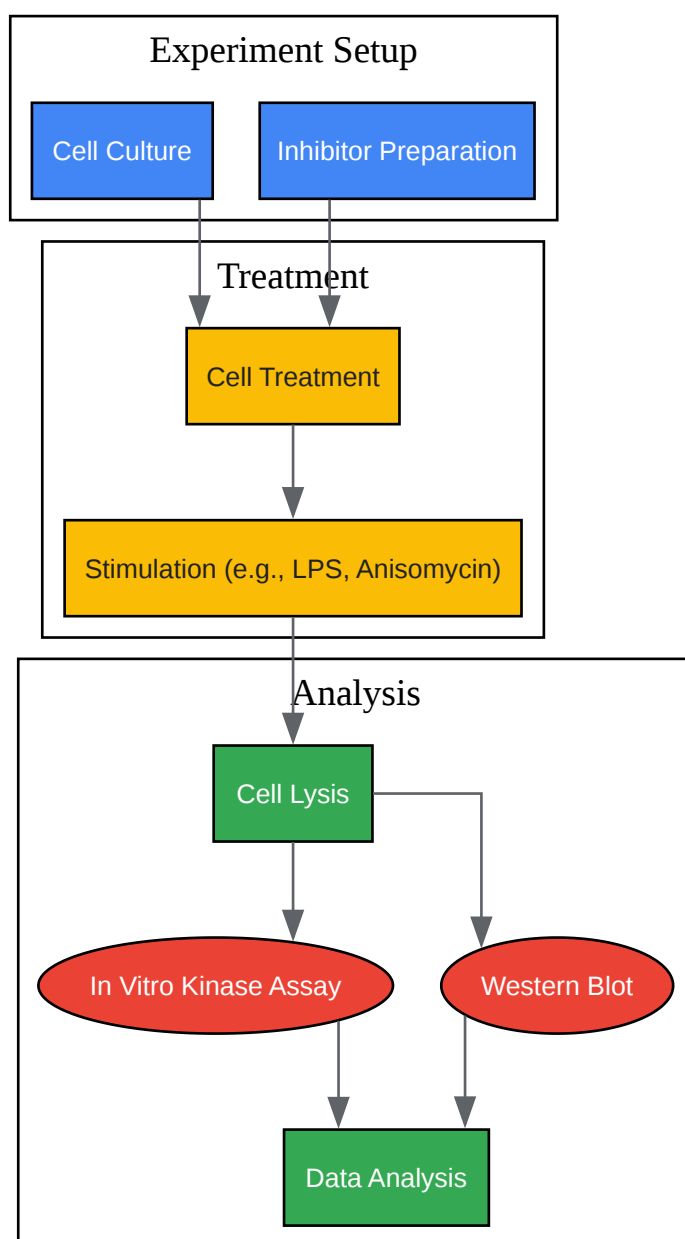 Experiment Setup
Cell Culture
Inhibitor Preparation
Treatment
Cell Treatment
Stimulation (e.g., LPS, Anisomycin)
Analysis
Cell Lysis
In Vitro Kinase Assay
Western Blot
Data Analysis